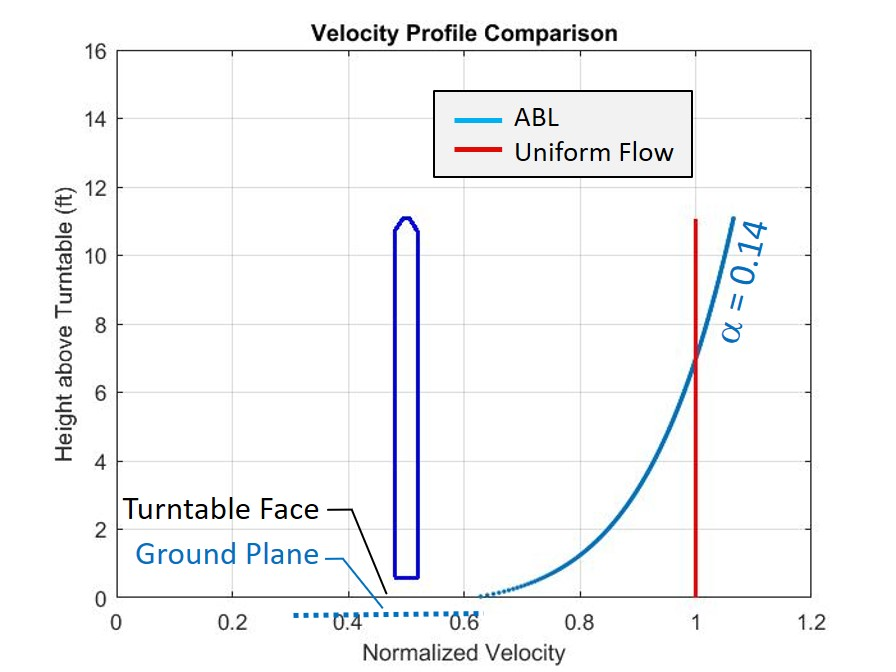 Velocity Profile Comparison
16
14
12
10
8
6
4
2
0
Height above Turntable (ft)
ABL
Uniform Flow
α = 0.14
Turntable Face
Ground Plane
0 0.2 0.4 0.6 0.8 1 1.2
Normalized Velocity